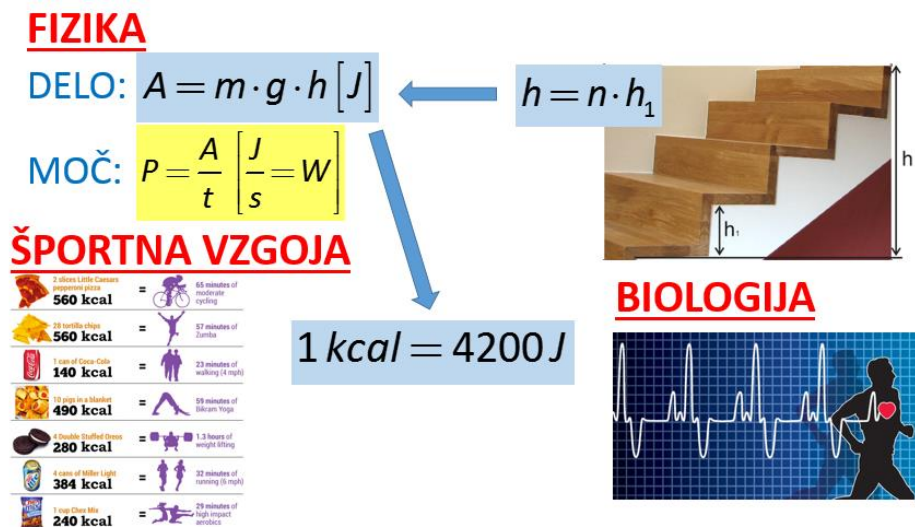 FIZIKA
DELO: A = m · g · h [J]
h = n · h₁
MOČ: P = A/t [J/s = W]
h
h₁
ŠPORTNA VZGOJA
2 slices Little Caesars
pepperoni pizza
560 kcal
=
65 minutes of
moderate
cycling
28 tortilla chips
560 kcal
=
57 minutes of
Zumba
1 can of Coca-Cola
140 kcal
=
23 minutes of
walking (4 mph)
10 pigs in a blanket
490 kcal
=
59 minutes of
Bikram Yoga
4 Double Stuffed Oreos
280 kcal
=
1.3 hours of
weight lifting
4 cans of Miller Light
384 kcal
=
32 minutes of
running (6 mph)
1 cup Chex Mix
240 kcal
=
29 minutes of
high impact
aerobics
1 kcal = 4200 J
BIOLOGIJA